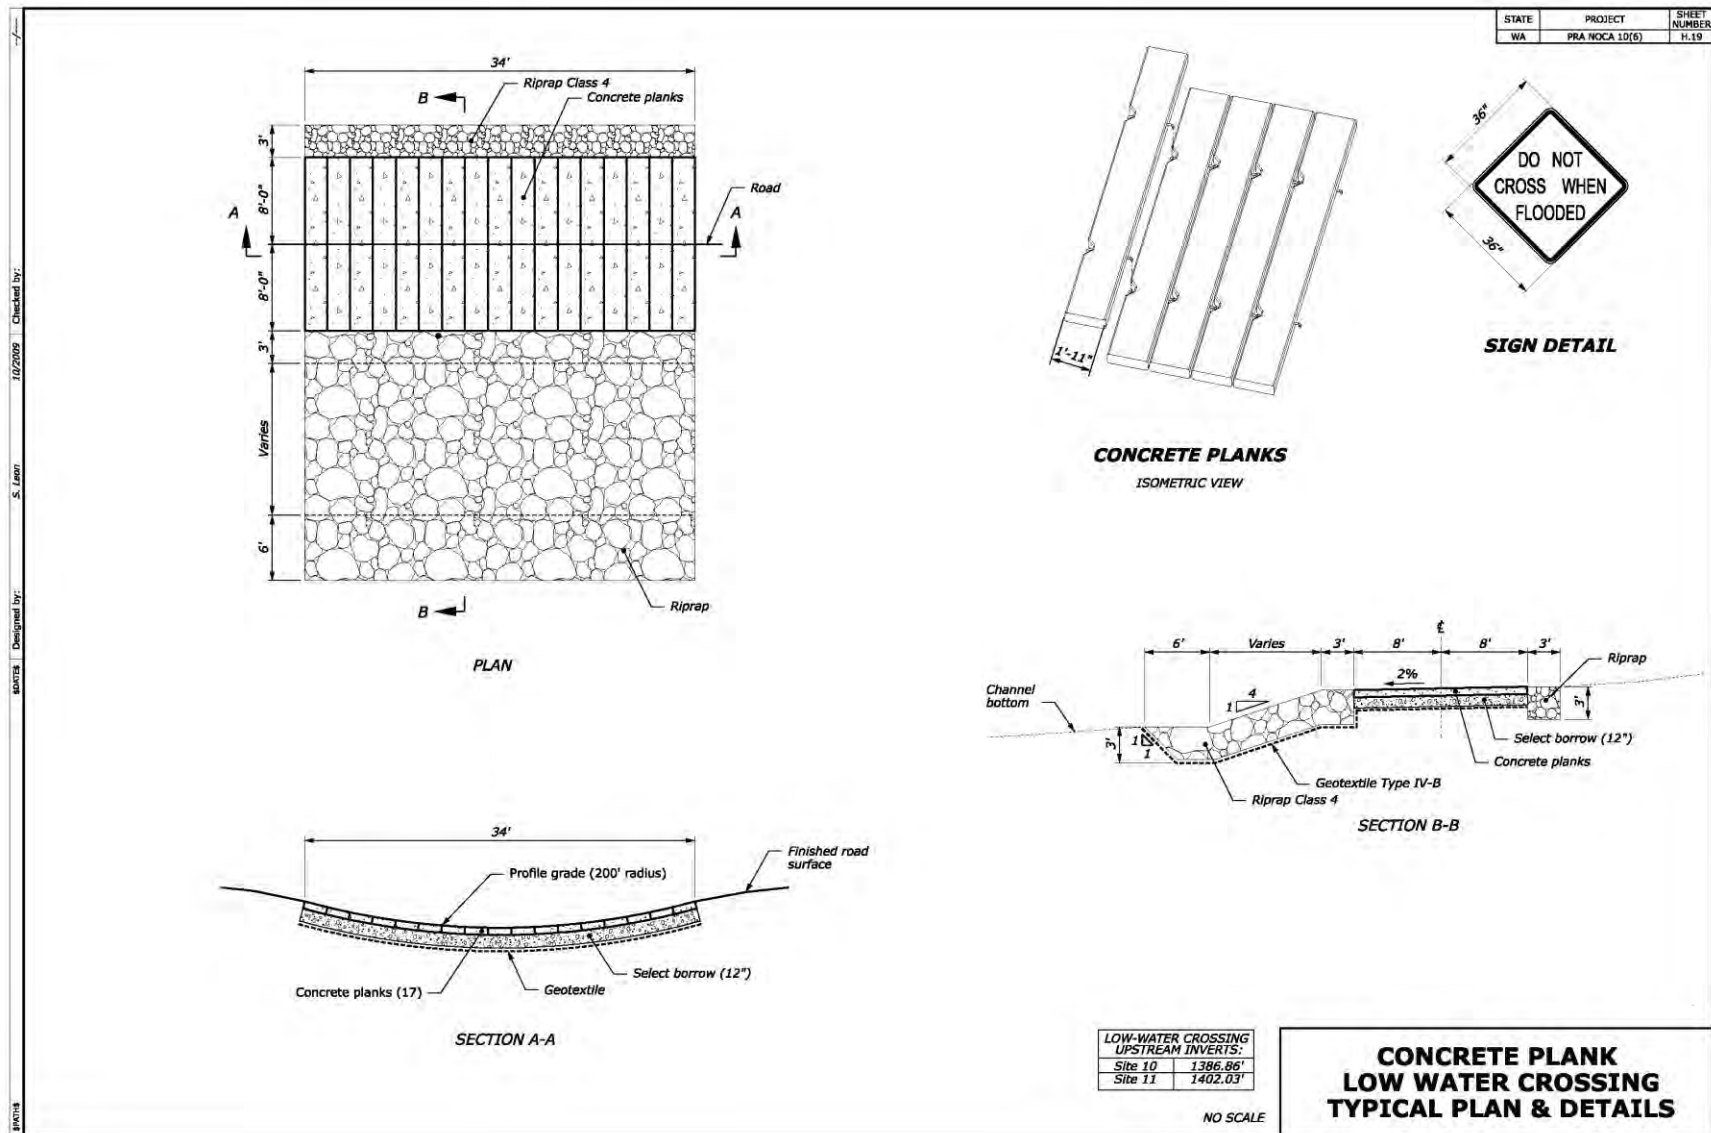 STATE PROJECT SHEET NUMBER
WA PRA NOCA 10(6) H.19
34'
Riprap Class 4
B
Concrete planks
3'
8'-0"
Road
A
A
8'-0"
3'
Varies
6'
B
Riprap
PLAN
1'-11"
CONCRETE PLANKS
ISOMETRIC VIEW
36"
DO NOT
CROSS WHEN
FLOODED
36"
SIGN DETAIL
6' Varies 3' 8' 8' 3'
Riprap
2%
Channel
bottom
4
1
3'
3'
1
1
Select borrow (12")
Concrete planks
Geotextile Type IV-B
Riprap Class 4
SECTION B-B
34'
Finished road
surface
Profile grade (200' radius)
Select borrow (12")
Concrete planks (17)
Geotextile
SECTION A-A
LOW-WATER CROSSING
UPSTREAM INVERTS:
Site 10 1386.86'
Site 11 1402.03'
NO SCALE
CONCRETE PLANK
LOW WATER CROSSING
TYPICAL PLAN & DETAILS
Checked by:
10/2009
S. Leon
Designed by:
$DATE$
$PATH$